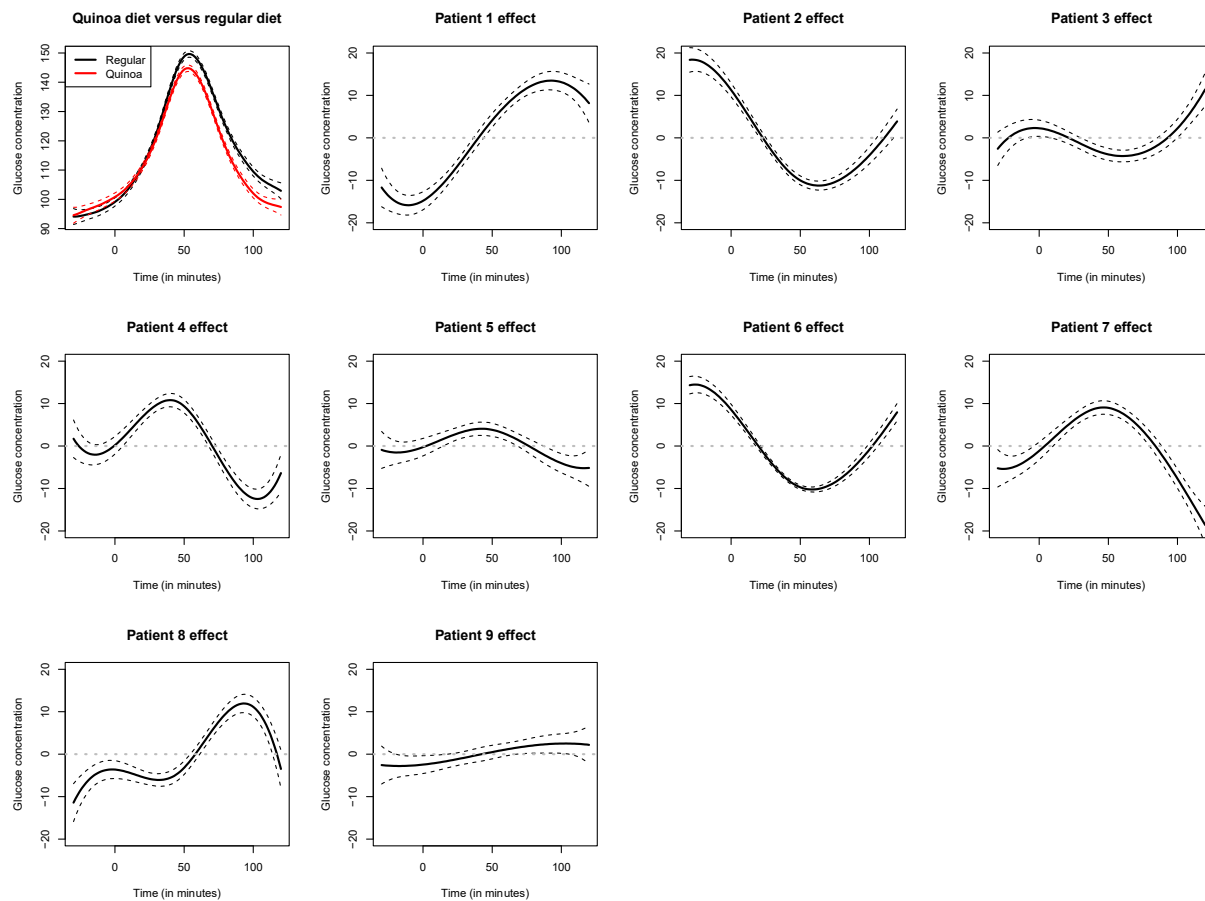 Quinoa diet versus regular diet
Regular
Quinoa
Glucose concentration
90 100 110 120 130 140 150
0 50 100
Time (in minutes)
Patient 1 effect
Glucose concentration
−20 −10 0 10 20
0 50 100
Time (in minutes)
Patient 2 effect
Glucose concentration
−20 −10 0 10 20
0 50 100
Time (in minutes)
Patient 3 effect
Glucose concentration
−20 −10 0 10 20
0 50 100
Time (in minutes)
Patient 4 effect
Glucose concentration
−20 −10 0 10 20
0 50 100
Time (in minutes)
Patient 5 effect
Glucose concentration
−20 −10 0 10 20
0 50 100
Time (in minutes)
Patient 6 effect
Glucose concentration
−20 −10 0 10 20
0 50 100
Time (in minutes)
Patient 7 effect
Glucose concentration
−20 −10 0 10 20
0 50 100
Time (in minutes)
Patient 8 effect
Glucose concentration
−20 −10 0 10 20
0 50 100
Time (in minutes)
Patient 9 effect
Glucose concentration
−20 −10 0 10 20
0 50 100
Time (in minutes)